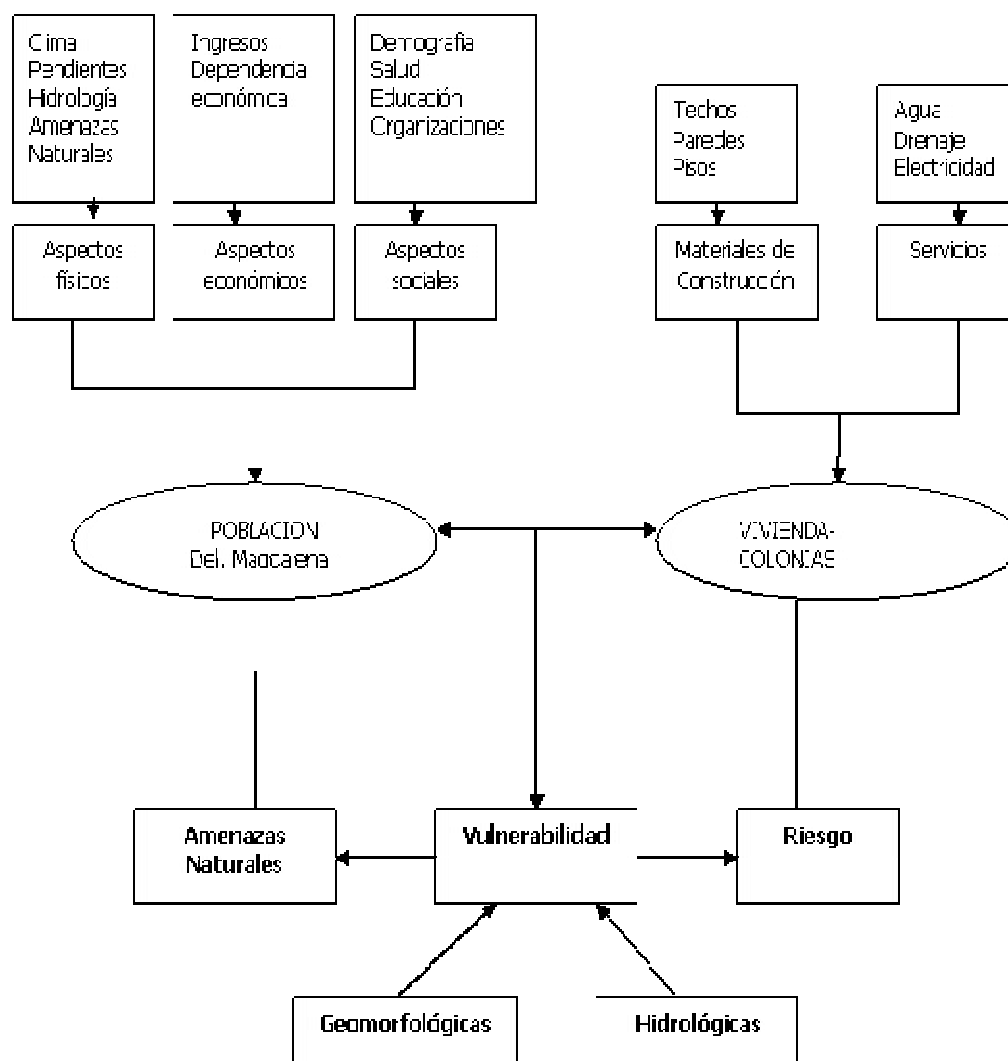 Clima
Pendientes
Hidrología
Amenazas
Naturales
Ingresos
Dependencia
económica
Demografía
Salud
Educación
Organizaciones
Techos
Paredes
Pisos
Agua
Drenaje
Electricidad
Aspectos
físicos
Aspectos
económicos
Aspectos
sociales
Materiales de
Construcción
Servicios
POBLACION
Del.
VIVIENDA-
COLONIAS
Amenazas
Naturales
Vulnerabilidad
Riesgo
Geomorfológicas
Hidrológicas